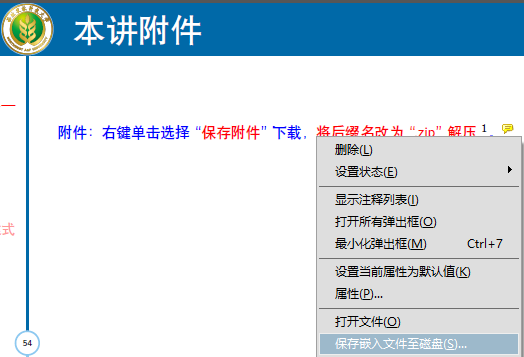 本讲附件
附件：右键单击选择“保存附件”下载，将后缀名改为“zip”解压 1 。
删除(L)
设置状态(E)
式
显示注释列表(I)
打开所有弹出框(O)
最小化弹出框(M) Ctrl+7
设置当前属性为默认值(K)
属性(P)...
打开文件(O)
保存嵌入文件至磁盘(S)...
54